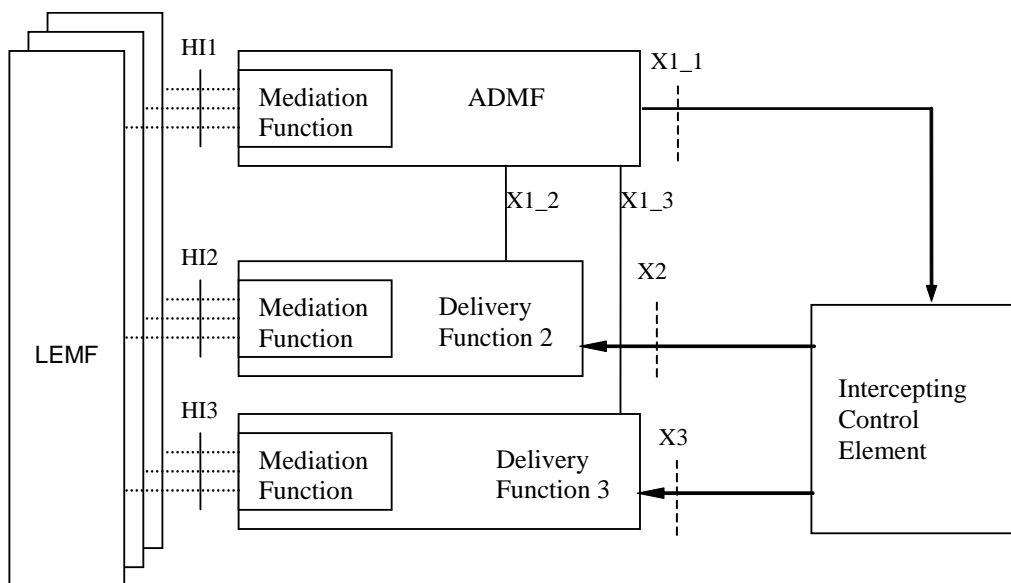 HI1
X1_1
Mediation
Function
ADMF
X1_2
X1_3
HI2
X2
Mediation
Function
Delivery
Function 2
LEMF
Intercepting
Control
Element
HI3
X3
Mediation
Function
Delivery
Function 3